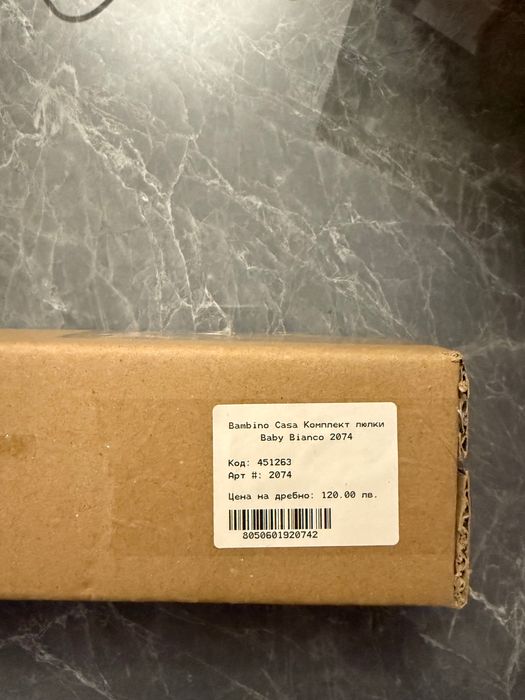 Bambino Casa Комплект люлки
Baby Bianco 2074
Код: 451263
Арт #: 2074
Цена на дребно: 120.00 лв.
8050601920742